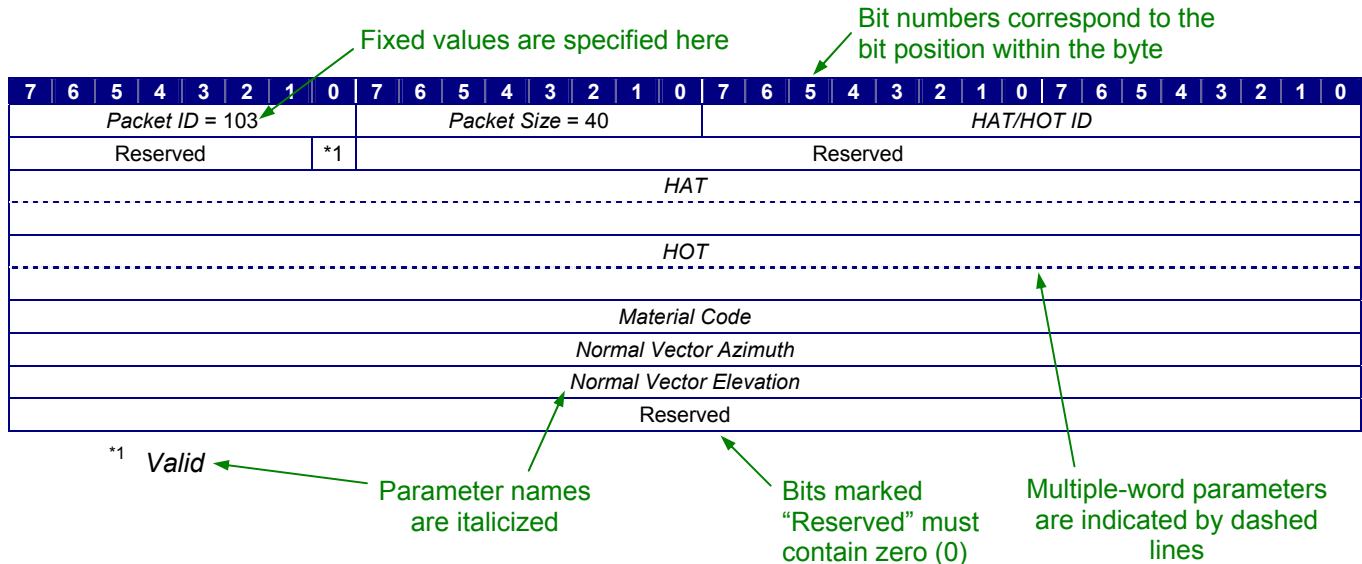 Fixed values are specified here
Bit numbers correspond to the
bit position within the byte
7 6 5 4 3 2 1 0 7 6 5 4 3 2 1 0 7 6 5 4 3 2 1 0 7 6 5 4 3 2 1 0
Packet ID = 103 Packet Size = 40 HAT/HOT ID
Reserved *1 Reserved
HAT
HOT
Material Code
Normal Vector Azimuth
Normal Vector Elevation
Reserved
*1 Valid
Parameter names
are italicized
Bits marked
“Reserved” must
contain zero (0)
Multiple-word parameters
are indicated by dashed
lines